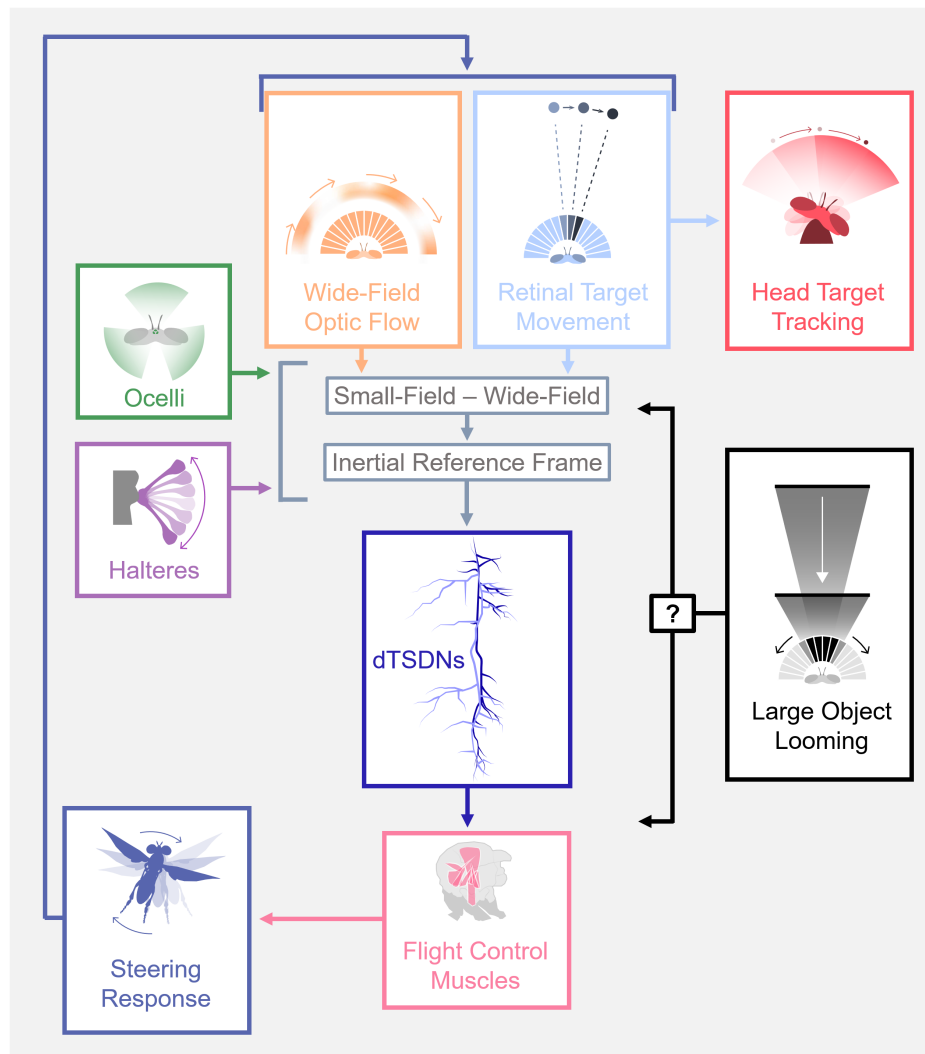 Wide-Field
Optic Flow
Retinal Target
Movement
Head Target
Tracking
Ocelli
Small-Field – Wide-Field
Inertial Reference Frame
Halteres
?
dTSDNs
Large Object
Looming
Flight Control
Muscles
Steering
Response